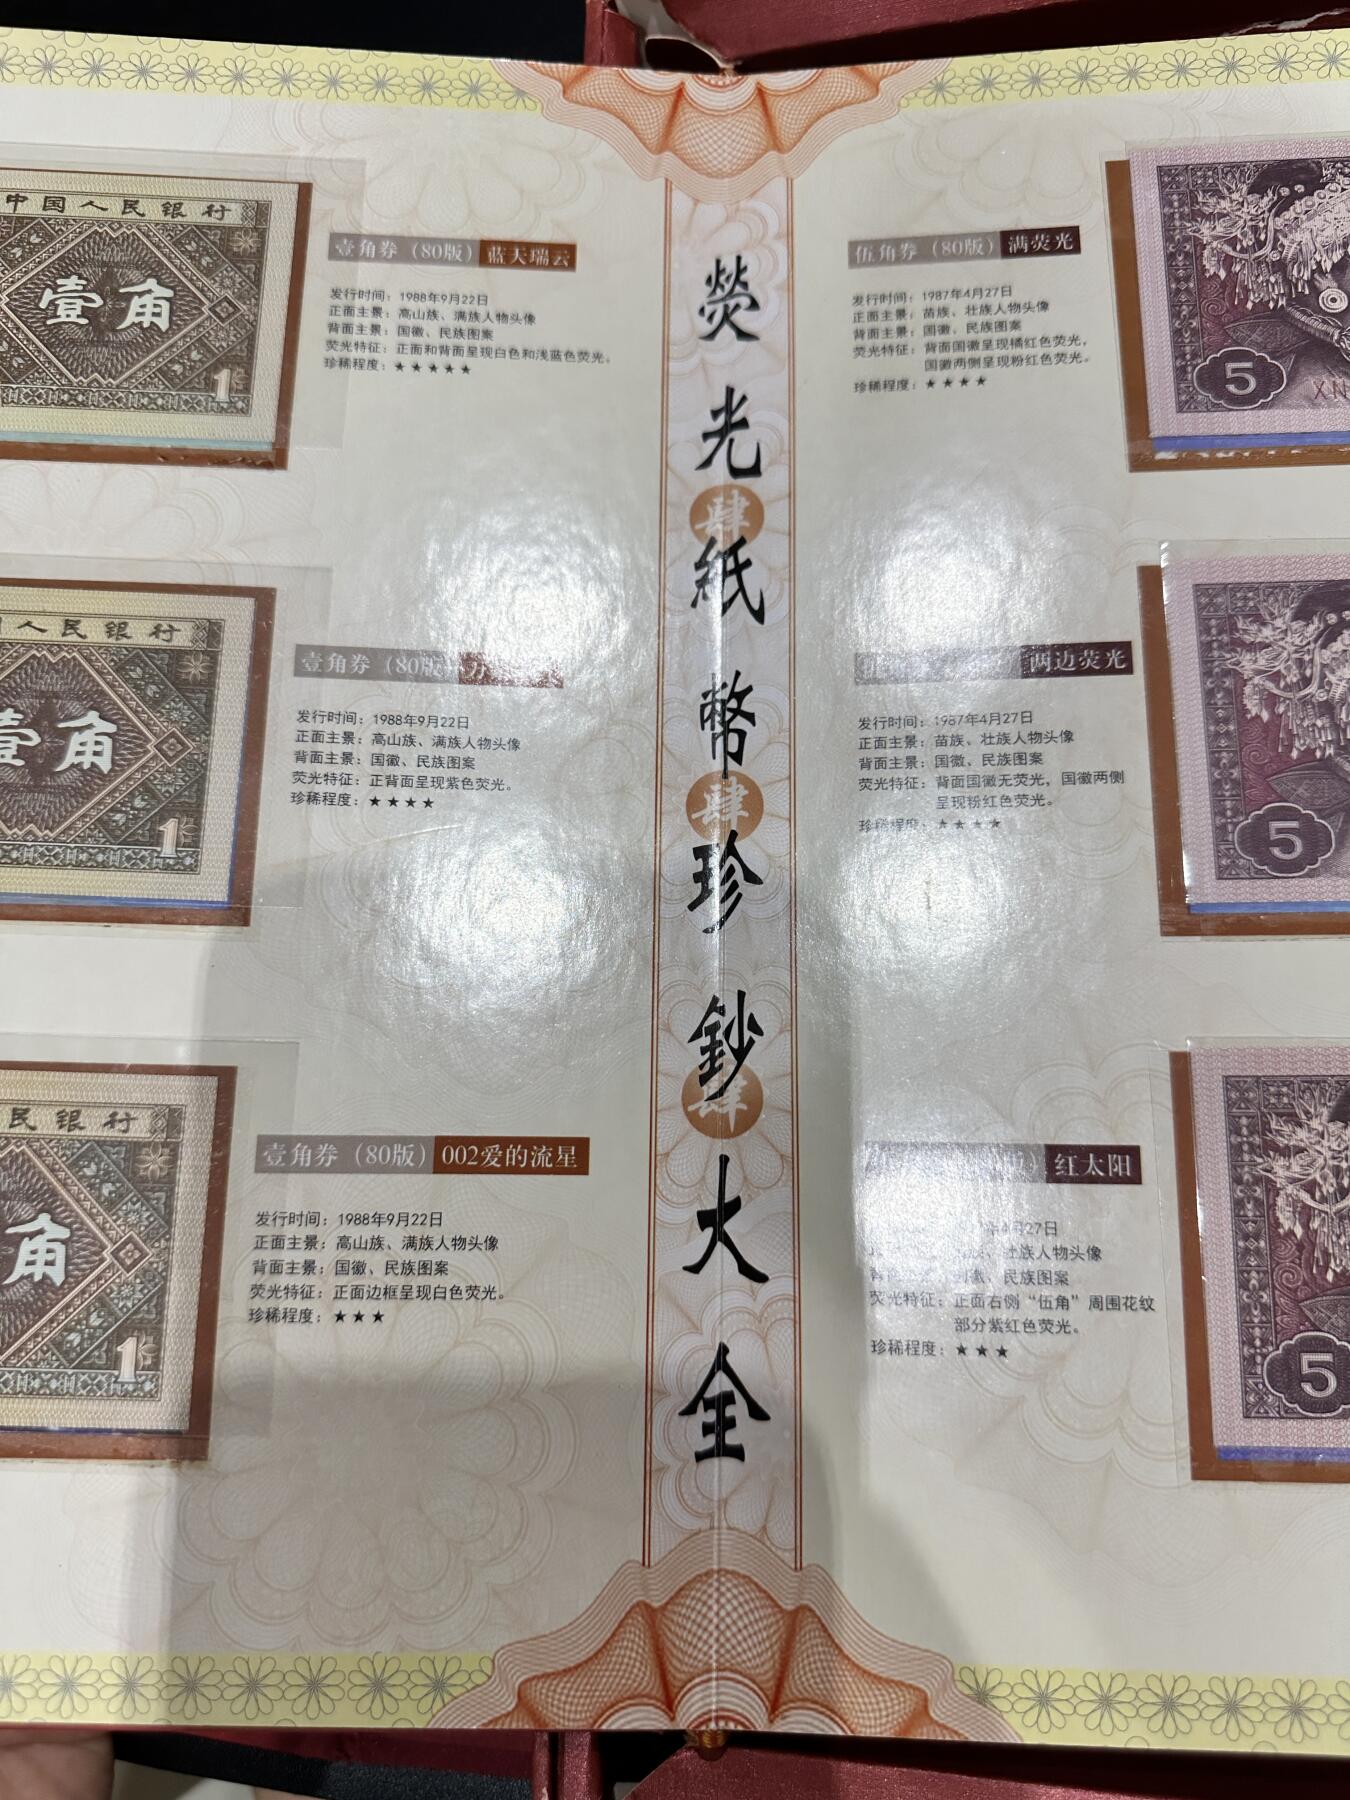 中国人民银行
壹角
1
壹角券（80版） 蓝天瑞云
发行时间：1988年9月22日
正面主景：高山族、满族人物头像
背面主景：国徽、民族图案
荧光特征：正面和背面呈现白色和浅蓝色荧光。
珍稀程度：★★★★★
人民银行
壹角
1
壹角券（80版）
发行时间：1988年9月22日
正面主景：高山族、满族人物头像
背面主景：国徽、民族图案
荧光特征：正背面呈现紫色荧光。
珍稀程度：★★★★
民银行
角
1
壹角券（80版） 002爱的流星
发行时间：1988年9月22日
正面主景：高山族、满族人物头像
背面主景：国徽、民族图案
荧光特征：正面边框呈现白色荧光。
珍稀程度：★★★
熒光紙幣珍鈔大全
肆
肆
肆
伍角券（80版） 满荧光
发行时间：1987年4月27日
正面主景：苗族、壮族人物头像
背面主景：国徽、民族图案
荧光特征：背面国徽呈现橘红色荧光，
国徽两侧呈现粉红色荧光。
珍稀程度：★★★★
5
XN
两边荧光
发行时间：1987年4月27日
正面主景：苗族、壮族人物头像
背面主景：国徽、民族图案
荧光特征：背面国徽无荧光，国徽两侧
呈现粉红色荧光。
珍稀程度：★★★★
5
红太阳
4月27日
壮族人物头像
国徽、民族图案
荧光特征：正面右侧“伍角”周围花纹
部分紫红色荧光。
珍稀程度：★★★
5